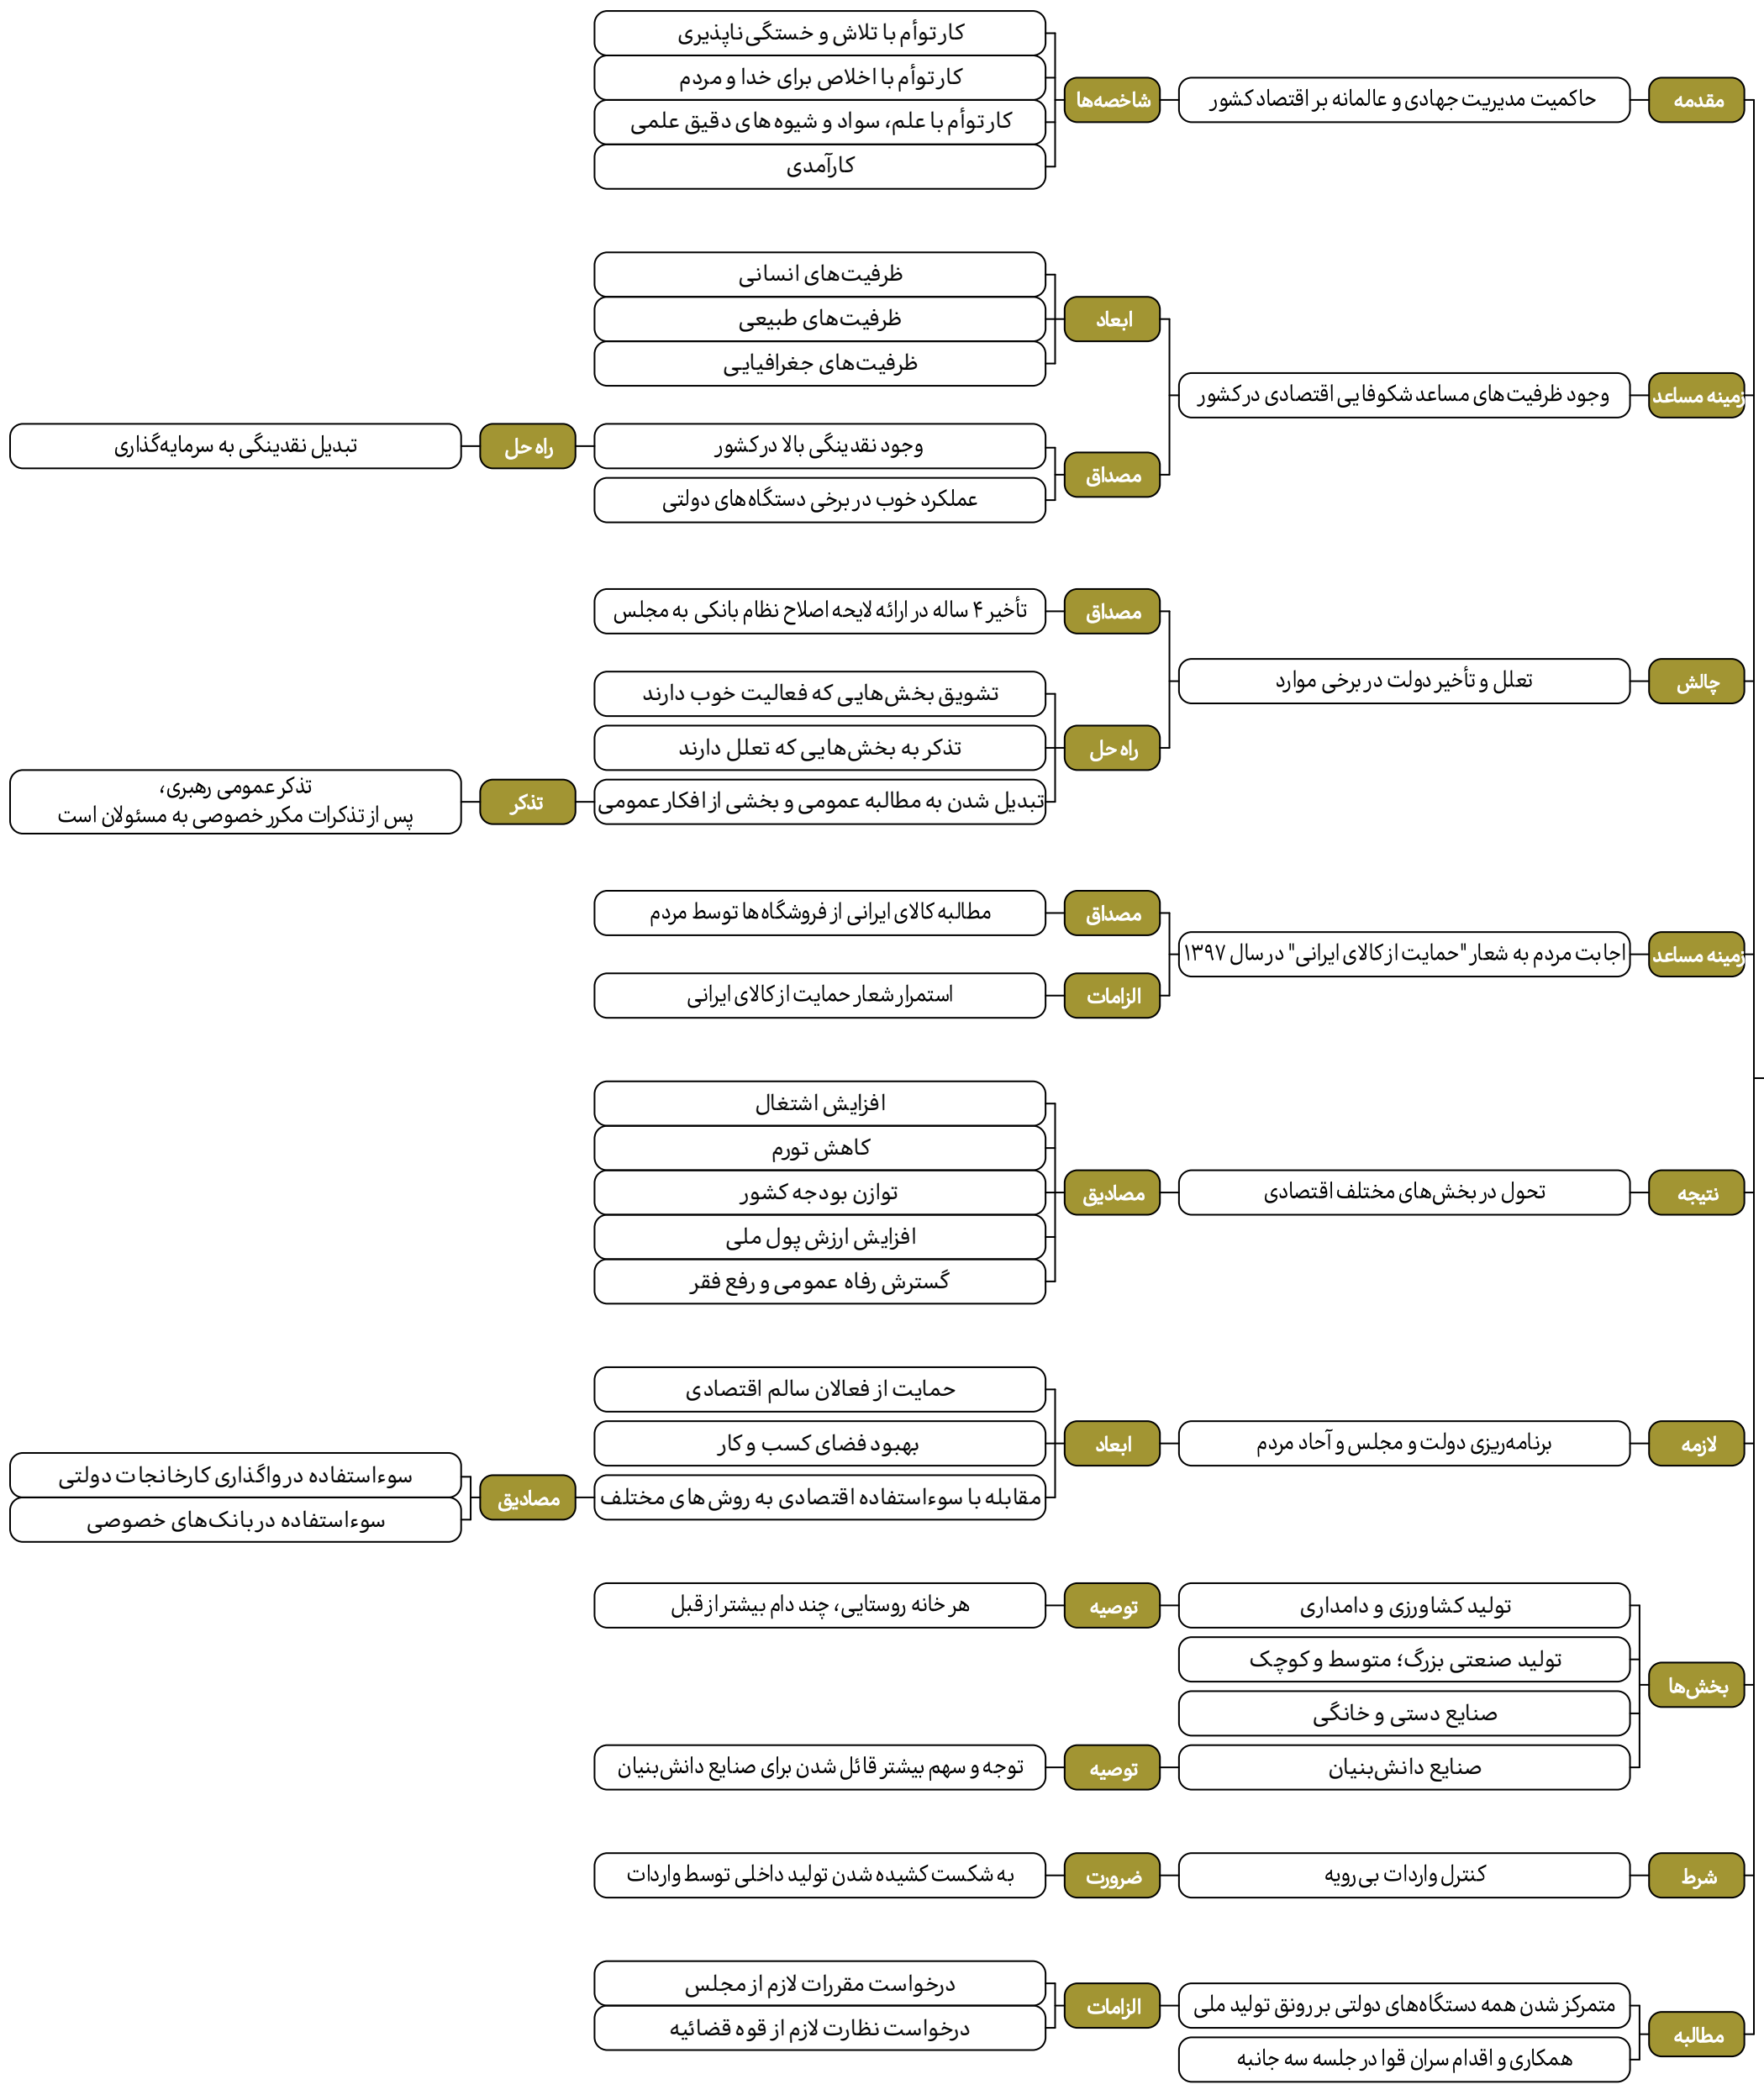 مقدمه
حاکمیت مدیریت جهادی و عالمانه بر اقتصاد کشور
شاخصه‌ها
کار توأم با تلاش و خستگی‌ناپذیری
کار توأم با اخلاص برای خدا و مردم
کار توأم با علم، سواد و شیوه های دقیق علمی
کارآمدی
زمینه مساعد
وجود ظرفیت‌های مساعد شکوفایی اقتصادی در کشور
ابعاد
ظرفیت‌های انسانی
ظرفیت‌های طبیعی
ظرفیت‌های جغرافیایی
مصداق
وجود نقدینگی بالا در کشور
راه حل
تبدیل نقدینگی به سرمایه‌گذاری
عملکرد خوب در برخی دستگاه‌های دولتی
چالش
تعلل و تأخیر دولت در برخی موارد
مصداق
تأخیر ۴ ساله در ارائه لایحه اصلاح نظام بانکی به مجلس
راه حل
تشویق بخش‌هایی که فعالیت خوب دارند
تذکر به بخش‌هایی که تعلل دارند
تبدیل شدن به مطالبه عمومی و بخشی از افکار عمومی
تذکر
تذکر عمومی رهبری،
پس از تذکرات مکرر خصوصی به مسئولان است
زمینه مساعد
اجابت مردم به شعار "حمایت از کالای ایرانی" در سال ۱۳۹۷
مصداق
مطالبه کالای ایرانی از فروشگاه‌ها توسط مردم
الزامات
استمرار شعار حمایت از کالای ایرانی
نتیجه
تحول در بخش‌های مختلف اقتصادی
مصادیق
افزایش اشتغال
کاهش تورم
توازن بودجه کشور
افزایش ارزش پول ملی
گسترش رفاه عمومی و رفع فقر
لازمه
برنامه‌ریزی دولت و مجلس و آحاد مردم
ابعاد
حمایت از فعالان سالم اقتصادی
بهبود فضای کسب و کار
مقابله با سوءاستفاده اقتصادی به روش های مختلف
مصادیق
سوءاستفاده در واگذاری کارخانجات دولتی
سوءاستفاده در بانک‌های خصوصی
بخش‌ها
تولید کشاورزی و دامداری
توصیه
هر خانه روستایی، چند دام بیشتر از قبل
تولید صنعتی بزرگ؛ متوسط و کوچک
صنایع دستی و خانگی
صنایع دانش‌بنیان
توصیه
توجه و سهم بیشتر قائل شدن برای صنایع دانش‌بنیان
شرط
کنترل واردات بی‌رویه
ضرورت
به شکست کشیده شدن تولید داخلی توسط واردات
مطالبه
متمرکز شدن همه دستگاه‌های دولتی بر رونق تولید ملی
الزامات
درخواست مقررات لازم از مجلس
درخواست نظارت لازم از قوه قضائیه
همکاری و اقدام سران قوا در جلسه سه جانبه